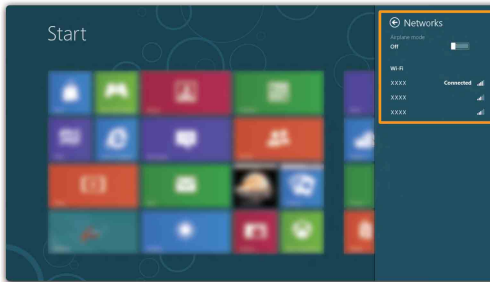 Start
Networks
Airplane mode
Off
Wi-Fi
XXXX Connected
XXXX
XXXX